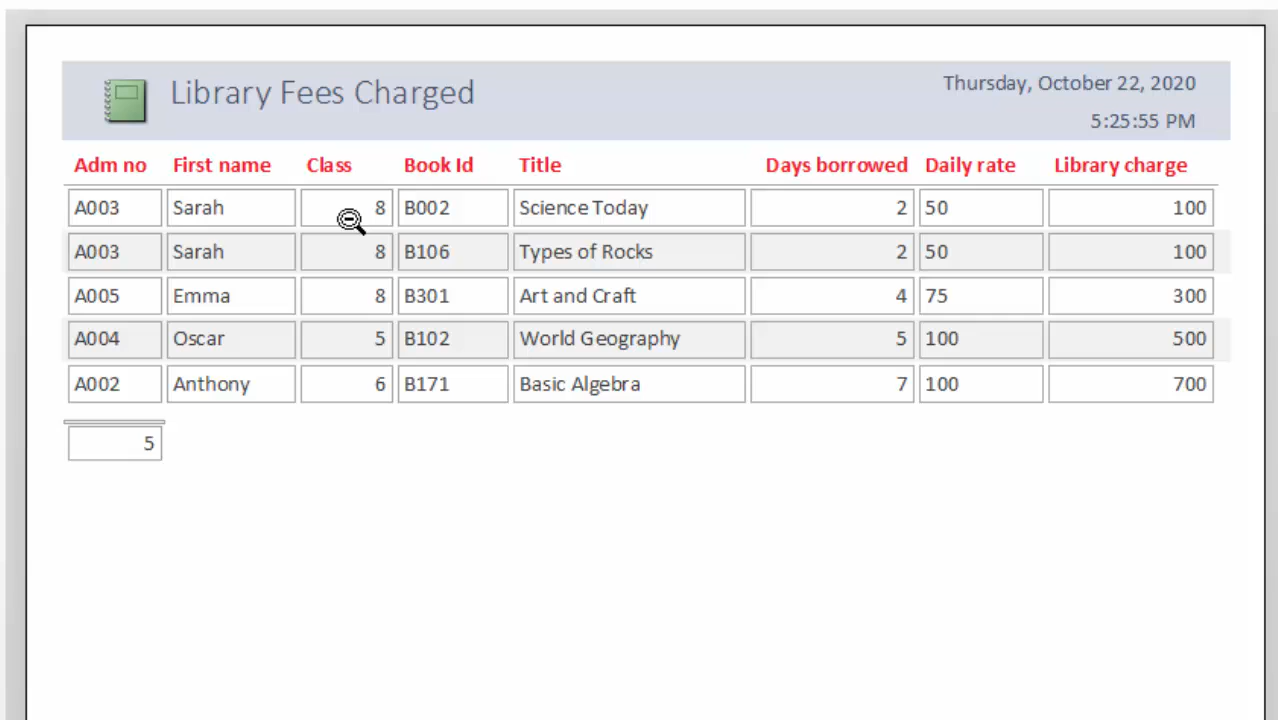 Library Fees Charged
Thursday, October 22, 2020
5:25:55 PM
Adm no First name Class Book Id Title Days borrowed Daily rate Library charge
A003 Sarah 8 B002 Science Today 2 50 100
A003 Sarah 8 B106 Types of Rocks 2 50 100
A005 Emma 8 B301 Art and Craft 4 75 300
A004 Oscar 5 B102 World Geography 5 100 500
A002 Anthony 6 B171 Basic Algebra 7 100 700
5